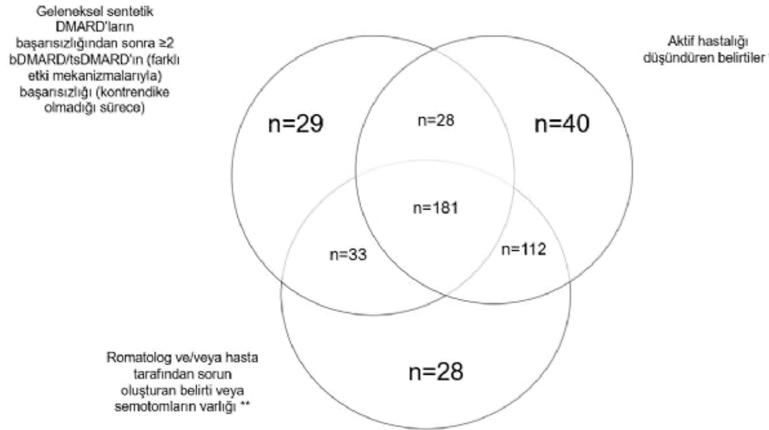 Geleneksel sentetik
DMARD'ların
başarısızlığından sonra ≥2
bDMARD/tsDMARD'ın (farklı
etki mekanizmalarıyla)
başarısızlığı (kontrendike
olmadığı sürece)
Aktif hastalığı
düşündüren belirtiler *
n=29
n=28
n=40
n=181
n=33
n=112
Romatolog ve/veya hasta
tarafından sorun
oluşturan belirti veya
semotomların varlığı **
n=28